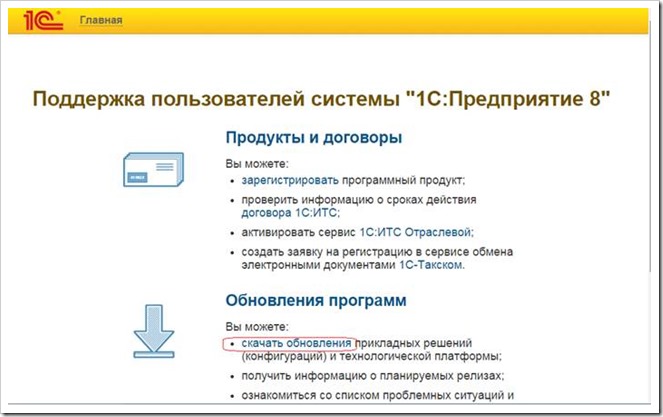 1С Главная
Поддержка пользователей системы "1С:Предприятие 8"
Продукты и договоры
Вы можете:
• зарегистрировать программный продукт;
• проверить информацию о сроках действия
договора 1С:ИТС;
• активировать сервис 1С:ИТС Отраслевой;
• создать заявку на регистрацию в сервисе обмена
электронными документами 1С-Такском.
Обновления программ
Вы можете:
• скачать обновления прикладных решений
(конфигураций) и технологической платформы;
• получить информацию о планируемых релизах;
• ознакомиться со списком проблемных ситуаций и